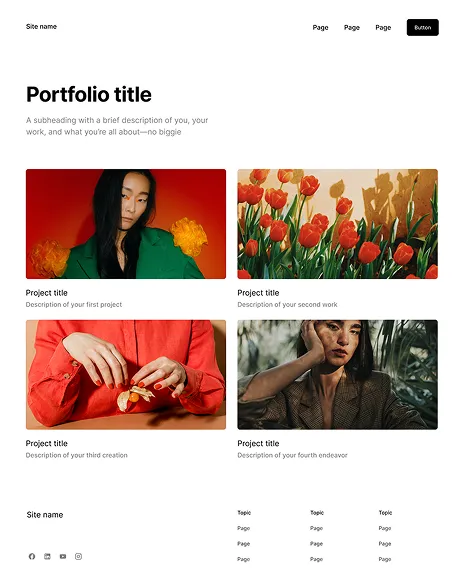 Site name
Page Page Page Button
Portfolio title
A subheading with a brief description of you, your
work, and what you're all about—no biggie
Project title
Description of your first project
Project title
Description of your second work
Project title
Description of your third creation
Project title
Description of your fourth endeavor
Site name
Topic Topic Topic
Page Page Page
Page Page Page
Page Page Page